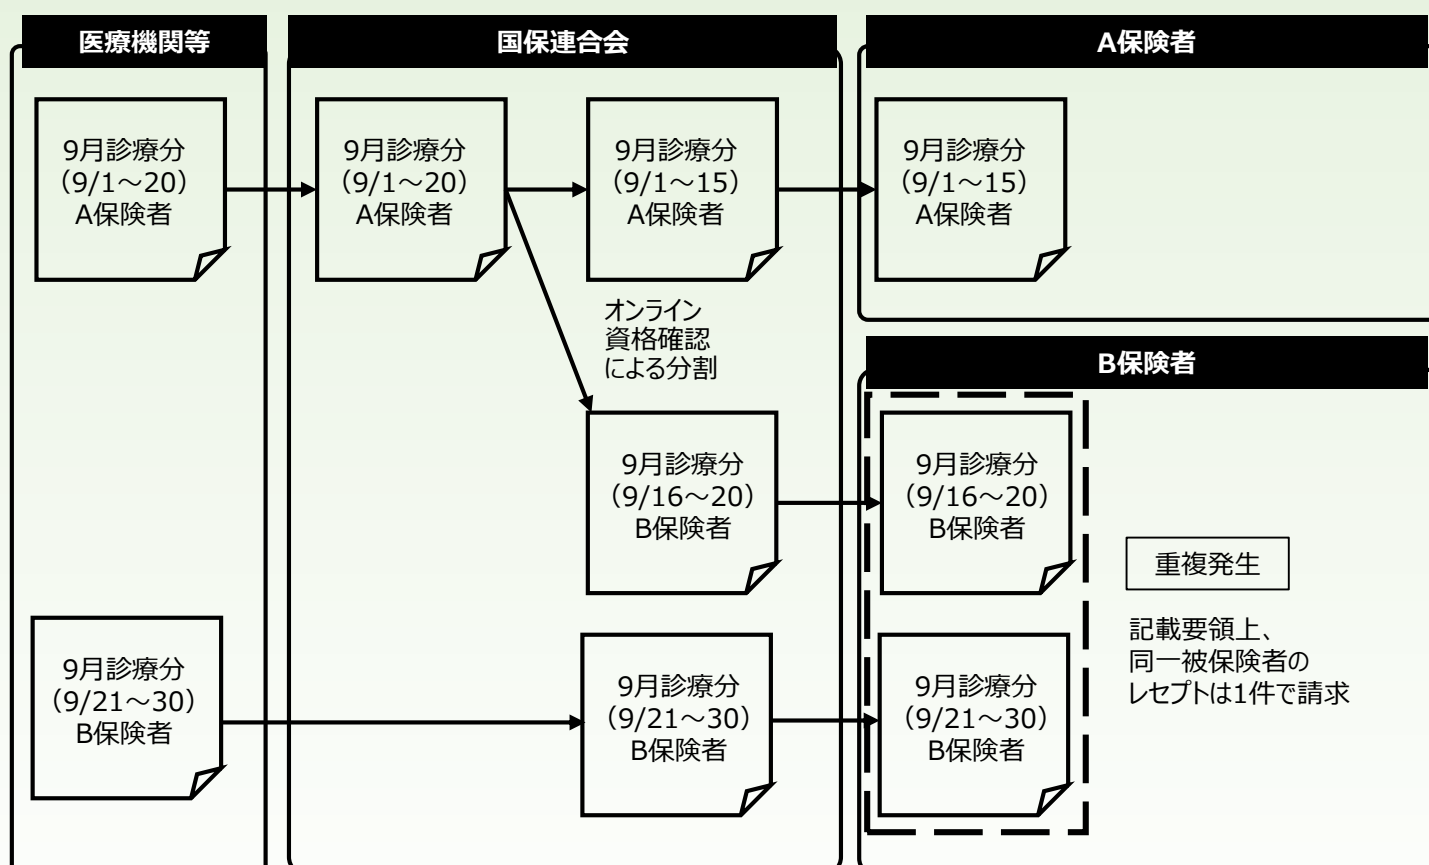 医療機関等
国保連合会
A保険者
9月診療分
（9/1～20）
A保険者
9月診療分
（9/1～20）
A保険者
9月診療分
（9/1～15）
A保険者
9月診療分
（9/1～15）
A保険者
オンライン
資格確認
による分割
B保険者
9月診療分
（9/16～20）
B保険者
9月診療分
（9/16～20）
B保険者
重複発生
記載要領上、
同一被保険者の
レセプトは1件で請求
9月診療分
（9/21～30）
B保険者
9月診療分
（9/21～30）
B保険者
9月診療分
（9/21～30）
B保険者